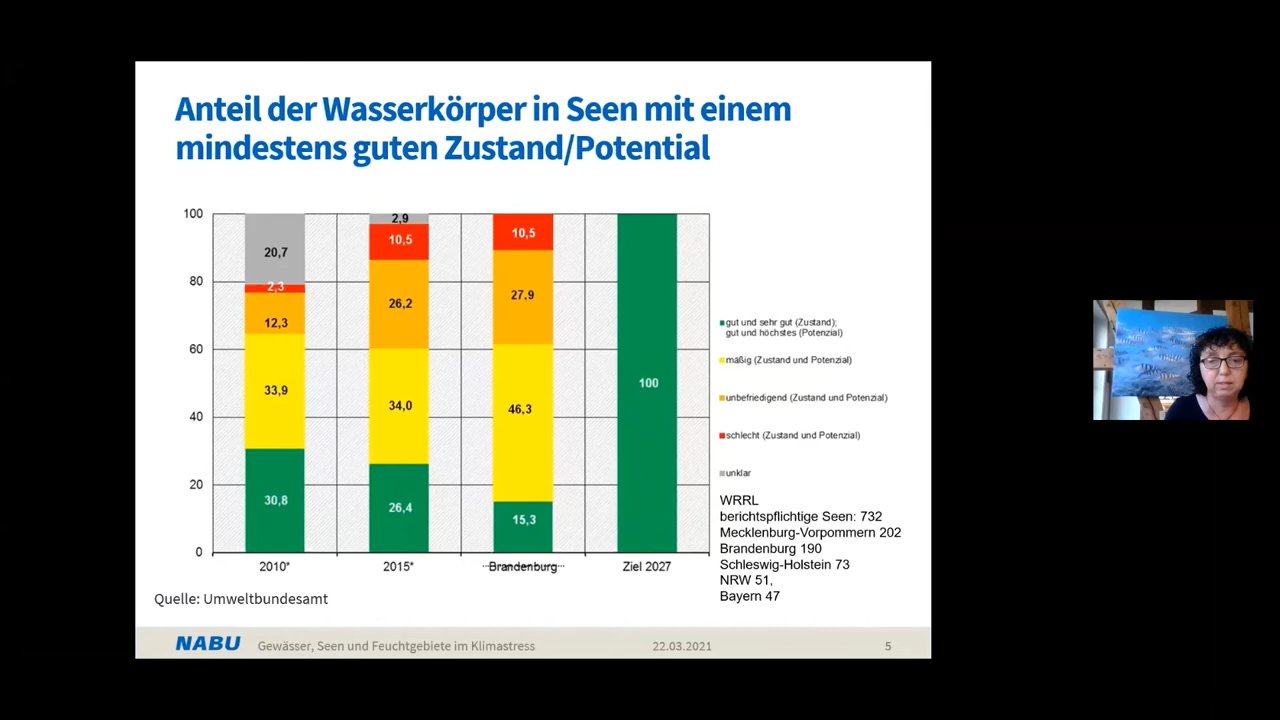 Anteil der Wasserkörper in Seen mit einem
mindestens guten Zustand/Potential
100
80
60
40
20
0
20,7
2,3
12,3
33,9
30,8
2,9
10,5
26,2
34,0
26,4
10,5
27,9
46,3
15,3
100
2010*
2015*
Brandenburg
Ziel 2027
gut und sehr gut (Zustand);
gut und höchstes (Potenzial)
mäßig (Zustand und Potenzial)
unbefriedigend (Zustand und Potenzial)
schlecht (Zustand und Potenzial)
unklar
WRRL
berichtspflichtige Seen: 732
Mecklenburg-Vorpommern 202
Brandenburg 190
Schleswig-Holstein 73
NRW 51,
Bayern 47
Quelle: Umweltbundesamt
NABU Gewässer, Seen und Feuchtgebiete im Klimastress 22.03.2021 5